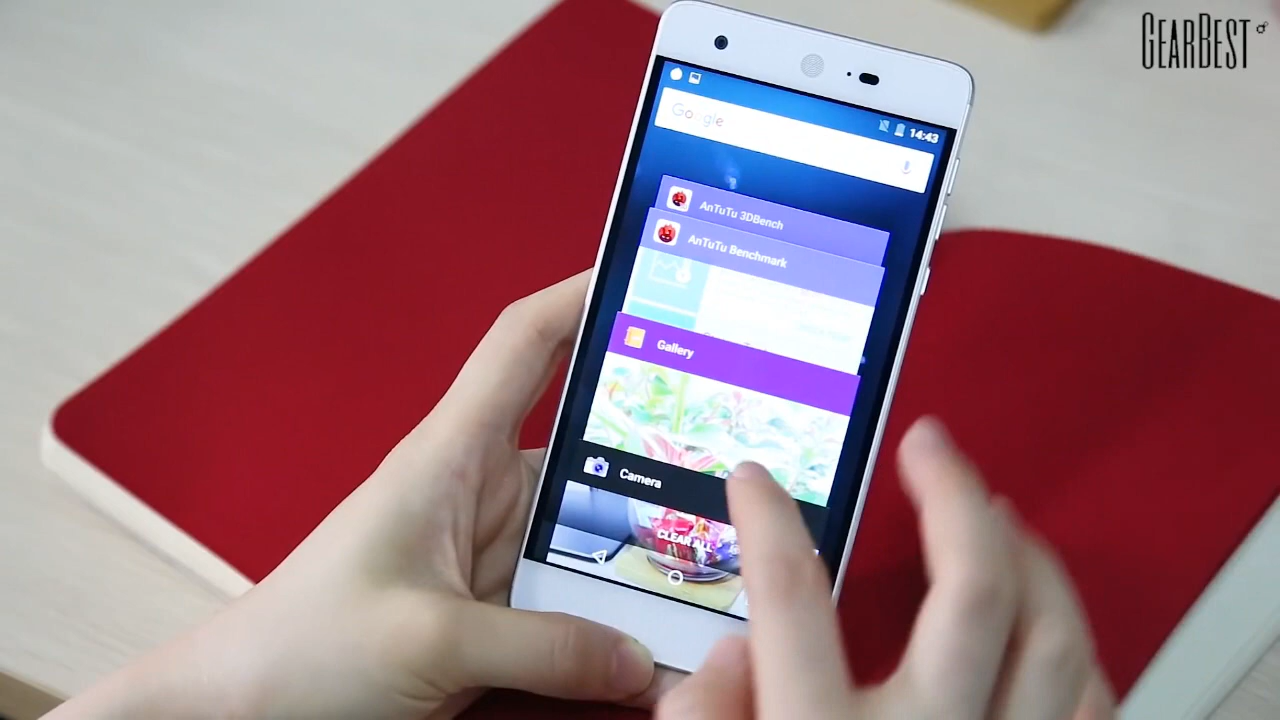 GEARBEST
14:43
Google
AnTuTu 3DBench
AnTuTu Benchmark
Gallery
Camera
CLEAR ALL